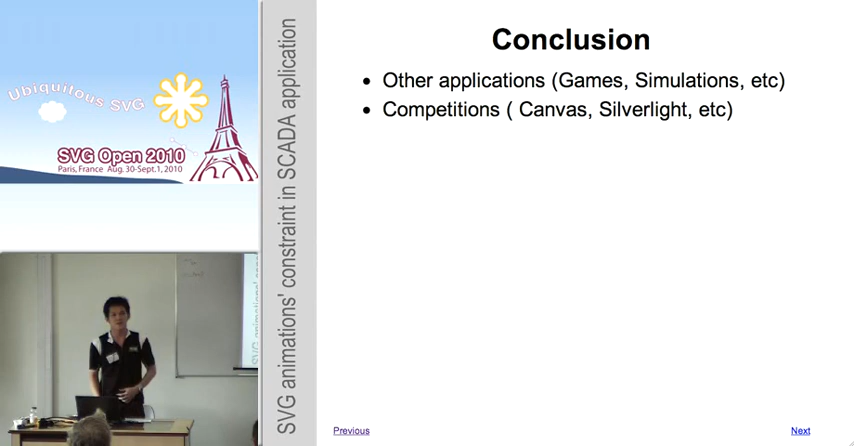 Ubiquitous SVG
SVG Open 2010
Paris, France Aug. 30-Sept.1, 2010
SVG animations' constraint in SCADA application
Conclusion
• Other applications (Games, Simulations, etc)
• Competitions ( Canvas, Silverlight, etc)
Previous
Next